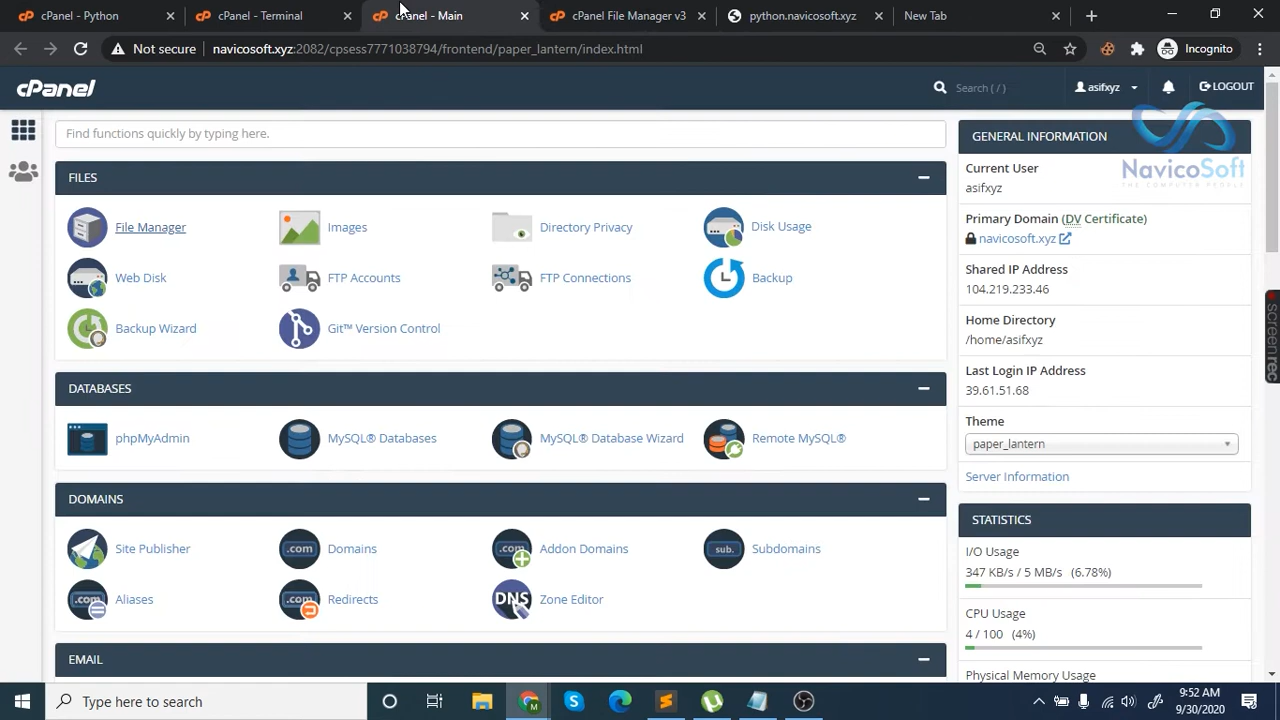 cPanel - Python
cPanel - Terminal
cPanel - Main
cPanel File Manager v3
python.navicosoft.xyz
New Tab
Not secure
navicosoft.xyz:2082/cpsess7771038794/frontend/paper_lantern/index.html
Incognito
cPanel
Search ( / )
asifxyz
LOGOUT
Find functions quickly by typing here.
FILES
File Manager
Images
Directory Privacy
Disk Usage
Web Disk
FTP Accounts
FTP Connections
Backup
Backup Wizard
Git™ Version Control
DATABASES
phpMyAdmin
MySQL® Databases
MySQL® Database Wizard
Remote MySQL®
DOMAINS
.com
.com
sub.
Site Publisher
Domains
Addon Domains
Subdomains
.com
.com
DNS
Aliases
Redirects
Zone Editor
EMAIL
GENERAL INFORMATION
NavicoSoft
THE COMPUTER PEOPLE
Current User
asifxyz
Primary Domain (DV Certificate)
navicosoft.xyz
Shared IP Address
104.219.233.46
Home Directory
/home/asifxyz
Last Login IP Address
39.61.51.68
Theme
paper_lantern
Server Information
STATISTICS
I/O Usage
347 KB/s / 5 MB/s (6.78%)
CPU Usage
4 / 100 (4%)
Physical Memory Usage
screenrec
Type here to search
9:52 AM
9/30/2020